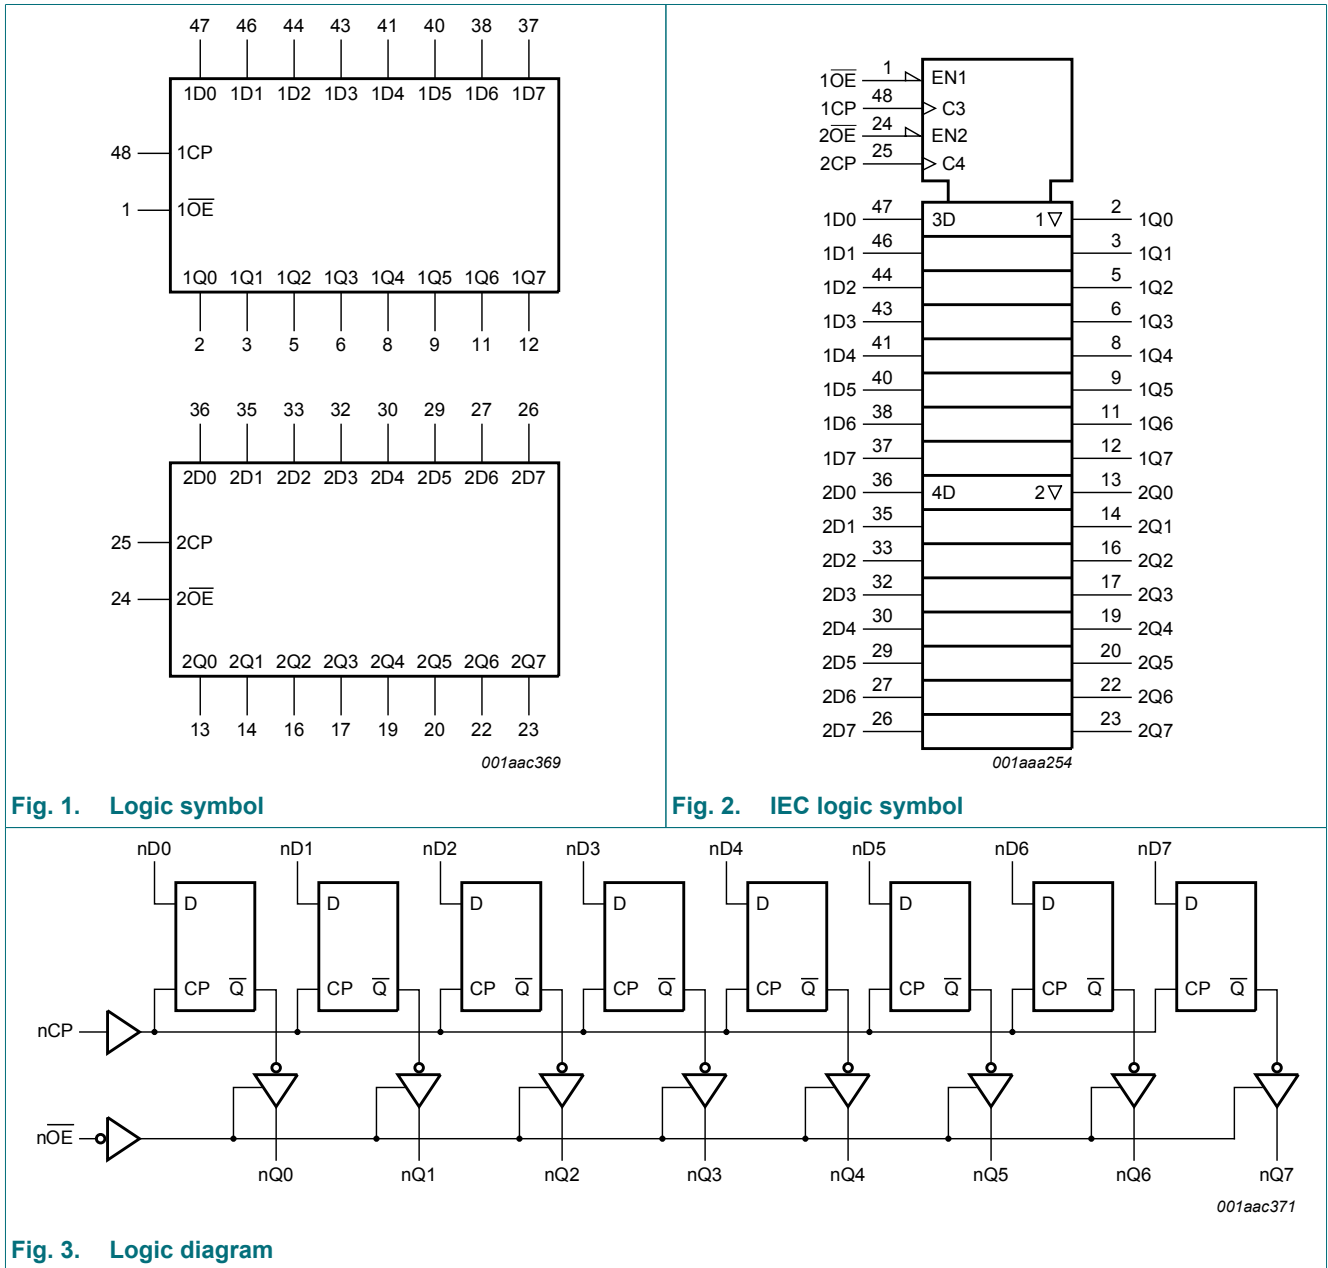 47 46 44 43 41 40 38 37
1D0 1D1 1D2 1D3 1D4 1D5 1D6 1D7
48 1CP
1 1O̅E̅
1Q0 1Q1 1Q2 1Q3 1Q4 1Q5 1Q6 1Q7
2 3 5 6 8 9 11 12
36 35 33 32 30 29 27 26
2D0 2D1 2D2 2D3 2D4 2D5 2D6 2D7
25 2CP
24 2O̅E̅
2Q0 2Q1 2Q2 2Q3 2Q4 2Q5 2Q6 2Q7
13 14 16 17 19 20 22 23
001aac369
Fig. 1. Logic symbol
1O̅E̅ 1 EN1
1CP 48 C3
2O̅E̅ 24 EN2
2CP 25 C4
1D0 47 3D 1▽ 2 1Q0
1D1 46 3 1Q1
1D2 44 5 1Q2
1D3 43 6 1Q3
1D4 41 8 1Q4
1D5 40 9 1Q5
1D6 38 11 1Q6
1D7 37 12 1Q7
2D0 36 4D 2▽ 13 2Q0
2D1 35 14 2Q1
2D2 33 16 2Q2
2D3 32 17 2Q3
2D4 30 19 2Q4
2D5 29 20 2Q5
2D6 27 22 2Q6
2D7 26 23 2Q7
001aaa254
Fig. 2. IEC logic symbol
nD0 nD1 nD2 nD3 nD4 nD5 nD6 nD7
D D D D D D D D
CP Q̅ CP Q̅ CP Q̅ CP Q̅ CP Q̅ CP Q̅ CP Q̅ CP Q̅
nCP
nO̅E̅
nQ0 nQ1 nQ2 nQ3 nQ4 nQ5 nQ6 nQ7
001aac371
Fig. 3. Logic diagram